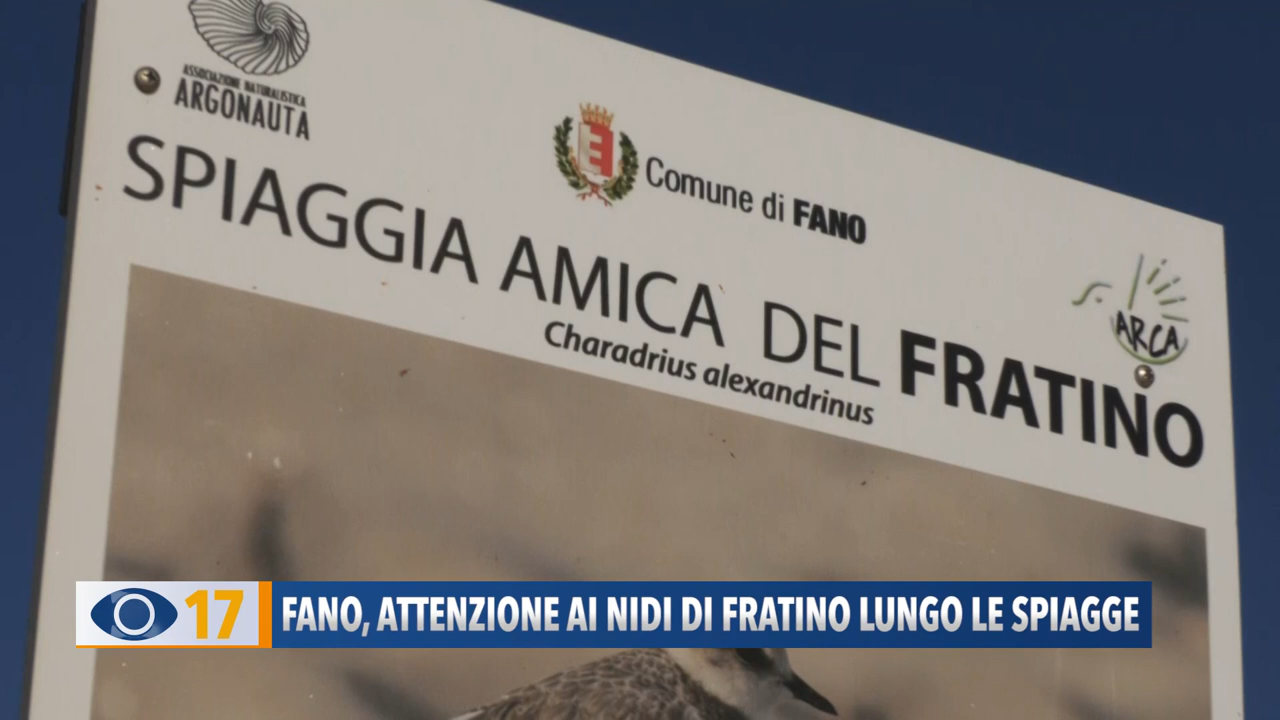 ASSOCIAZIONE NATURALISTICA
ARGONAUTA
Comune di FANO
SPIAGGIA AMICA DEL FRATINO
Charadrius alexandrinus
ARCA
17 FANO, ATTENZIONE AI NIDI DI FRATINO LUNGO LE SPIAGGE